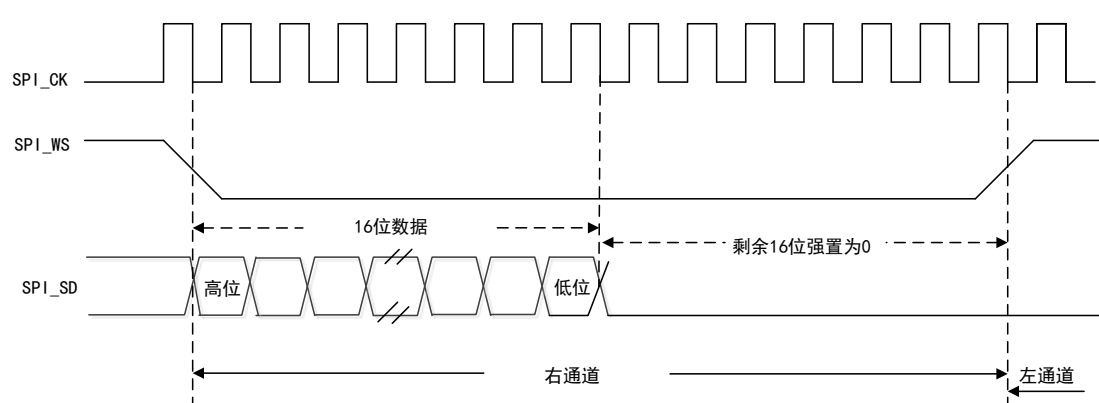 SPI_CK
SPI_WS
16位数据
剩余16位强置为0
SPI_SD
高位
低位
右通道
左通道